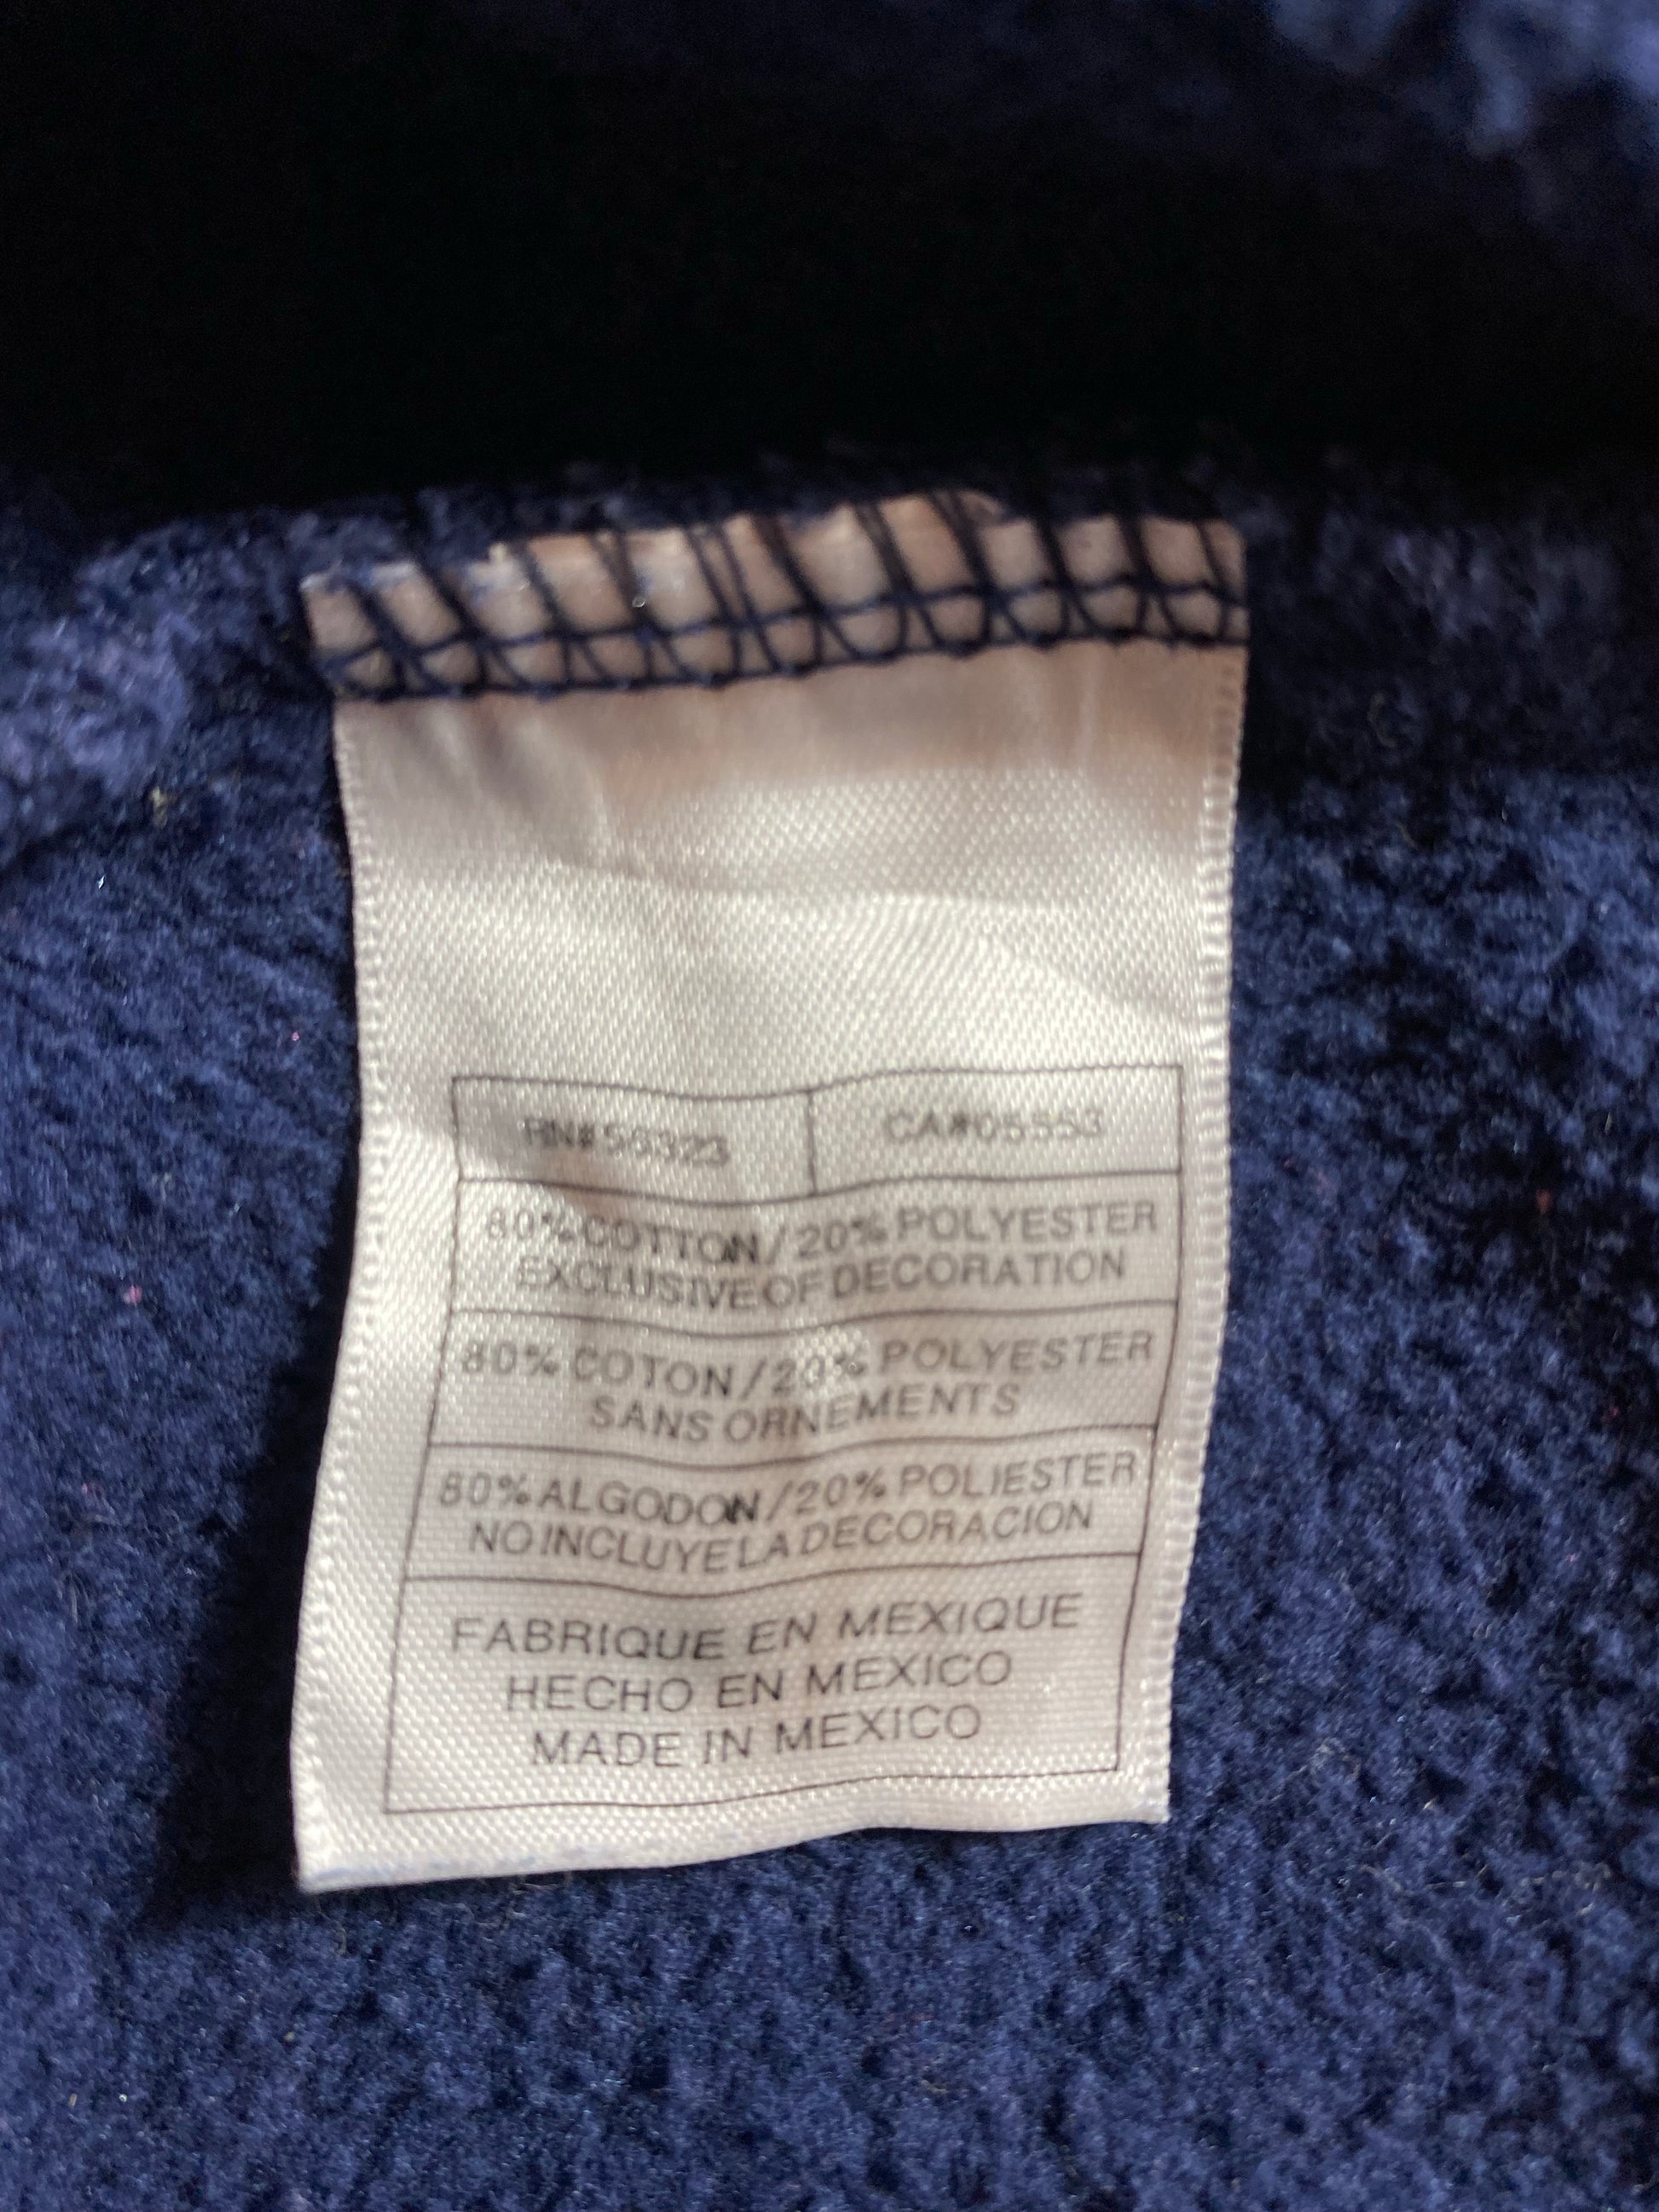 RN#56323 CA#05553
80% COTTON / 20% POLYESTER
EXCLUSIVE OF DECORATION
80% COTON / 20% POLYESTER
SANS ORNEMENTS
80% ALGODON / 20% POLIESTER
NO INCLUYE LA DECORACION
FABRIQUE EN MEXIQUE
HECHO EN MEXICO
MADE IN MEXICO